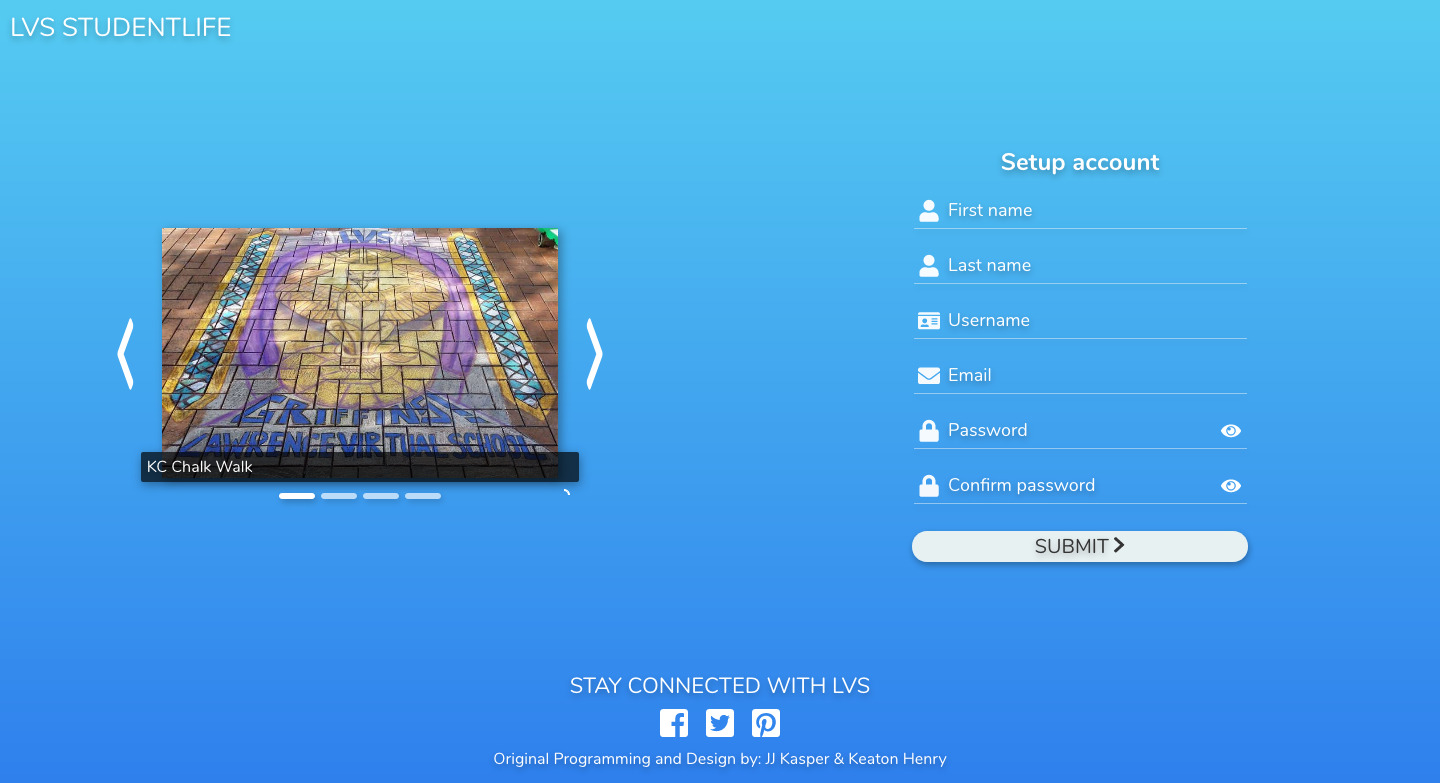 LVS STUDENTLIFE
LVS
GRIFFINS
LAWRENCE VIRTUAL SCHOOL
KC Chalk Walk
Setup account
First name
Last name
Username
Email
Password
Confirm password
SUBMIT
STAY CONNECTED WITH LVS
Original Programming and Design by: JJ Kasper & Keaton Henry